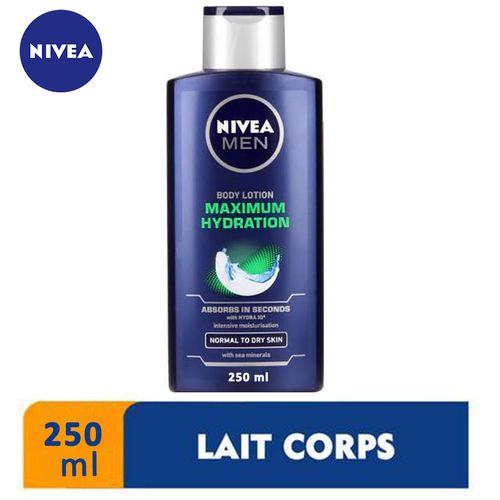 NIVEA
NIVEA
MEN
BODY LOTION
MAXIMUM
HYDRATION
ABSORBS IN SECONDS
with HYDRA IQ*
intensive moisturisation
NORMAL TO DRY SKIN
with sea minerals
250 ml
250
ml
LAIT CORPS